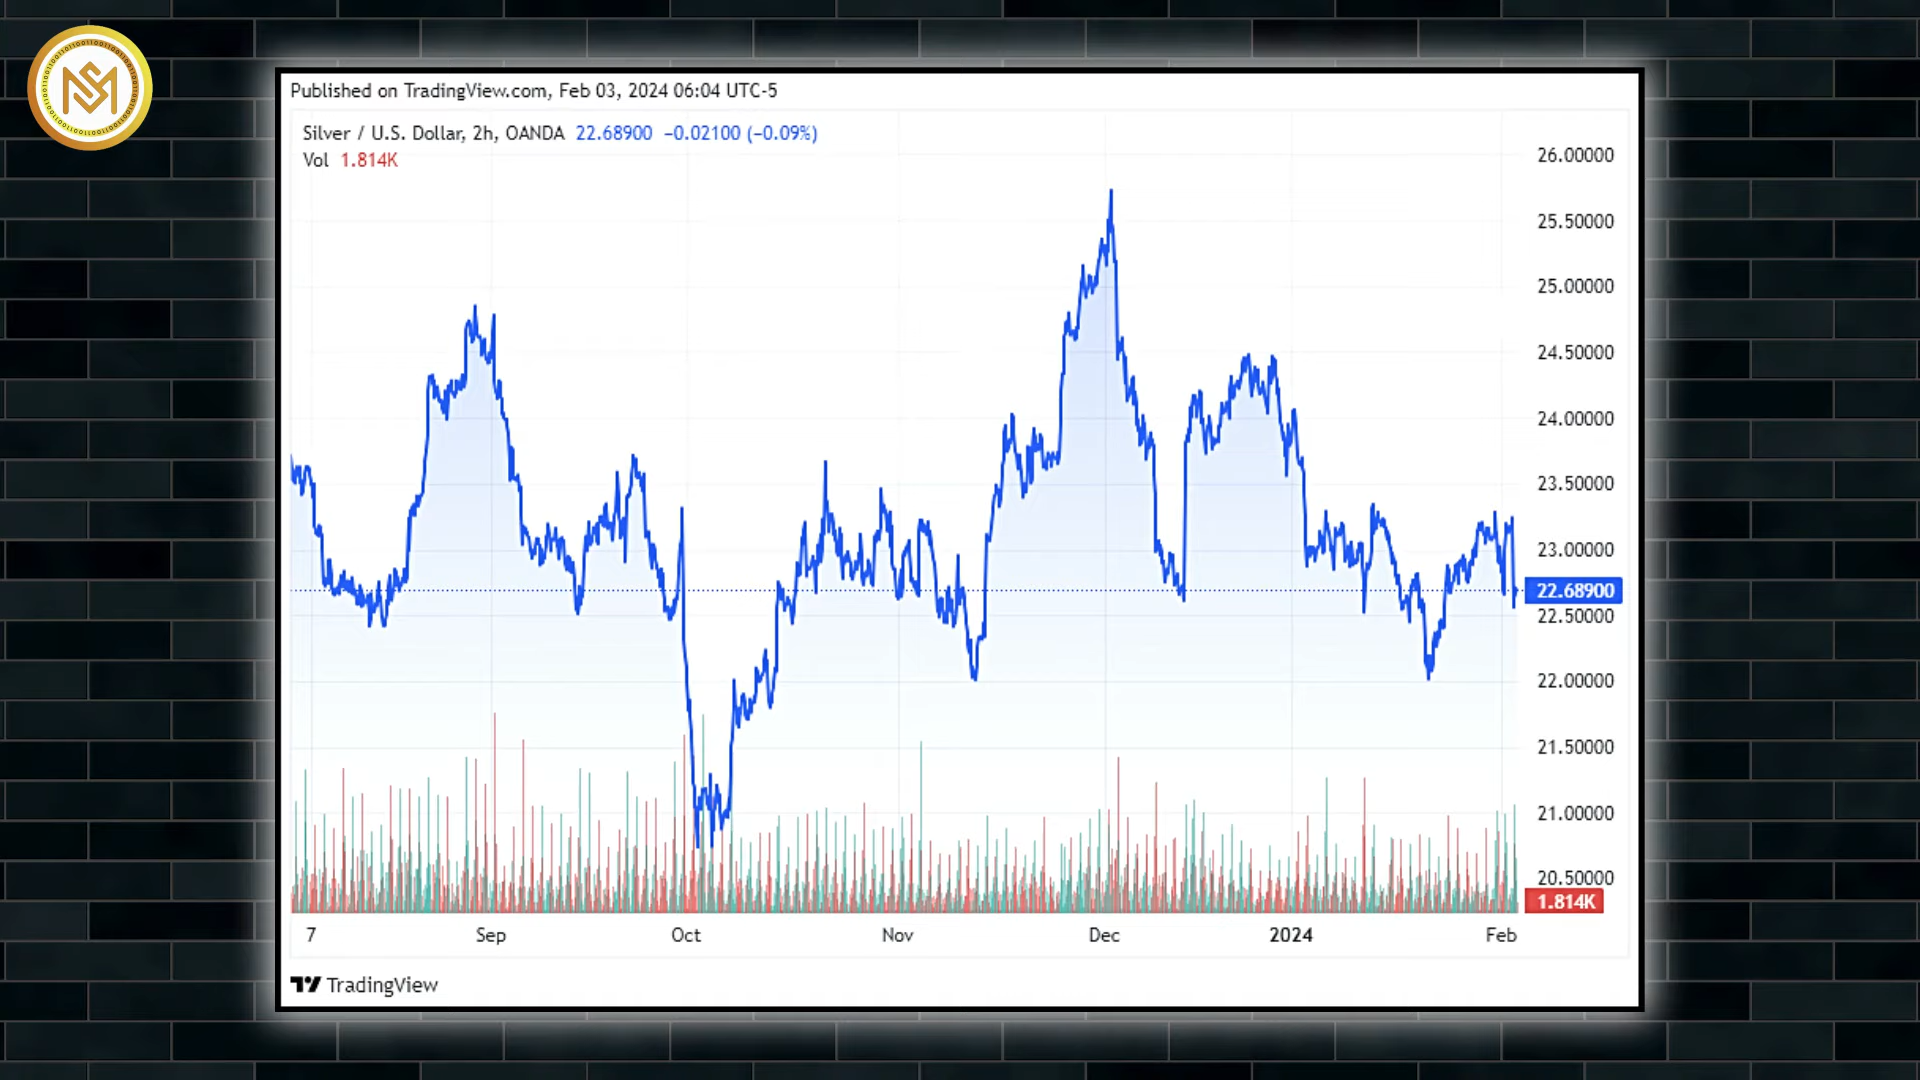 Published on TradingView.com, Feb 03, 2024 06:04 UTC-5
Silver / U.S. Dollar, 2h, OANDA 22.68900 −0.02100 (−0.09%)
Vol 1.814K
26.00000
25.50000
25.00000
24.50000
24.00000
23.50000
23.00000
22.68900
22.50000
22.00000
21.50000
21.00000
20.50000
1.814K
7 Sep Oct Nov Dec 2024 Feb
TradingView